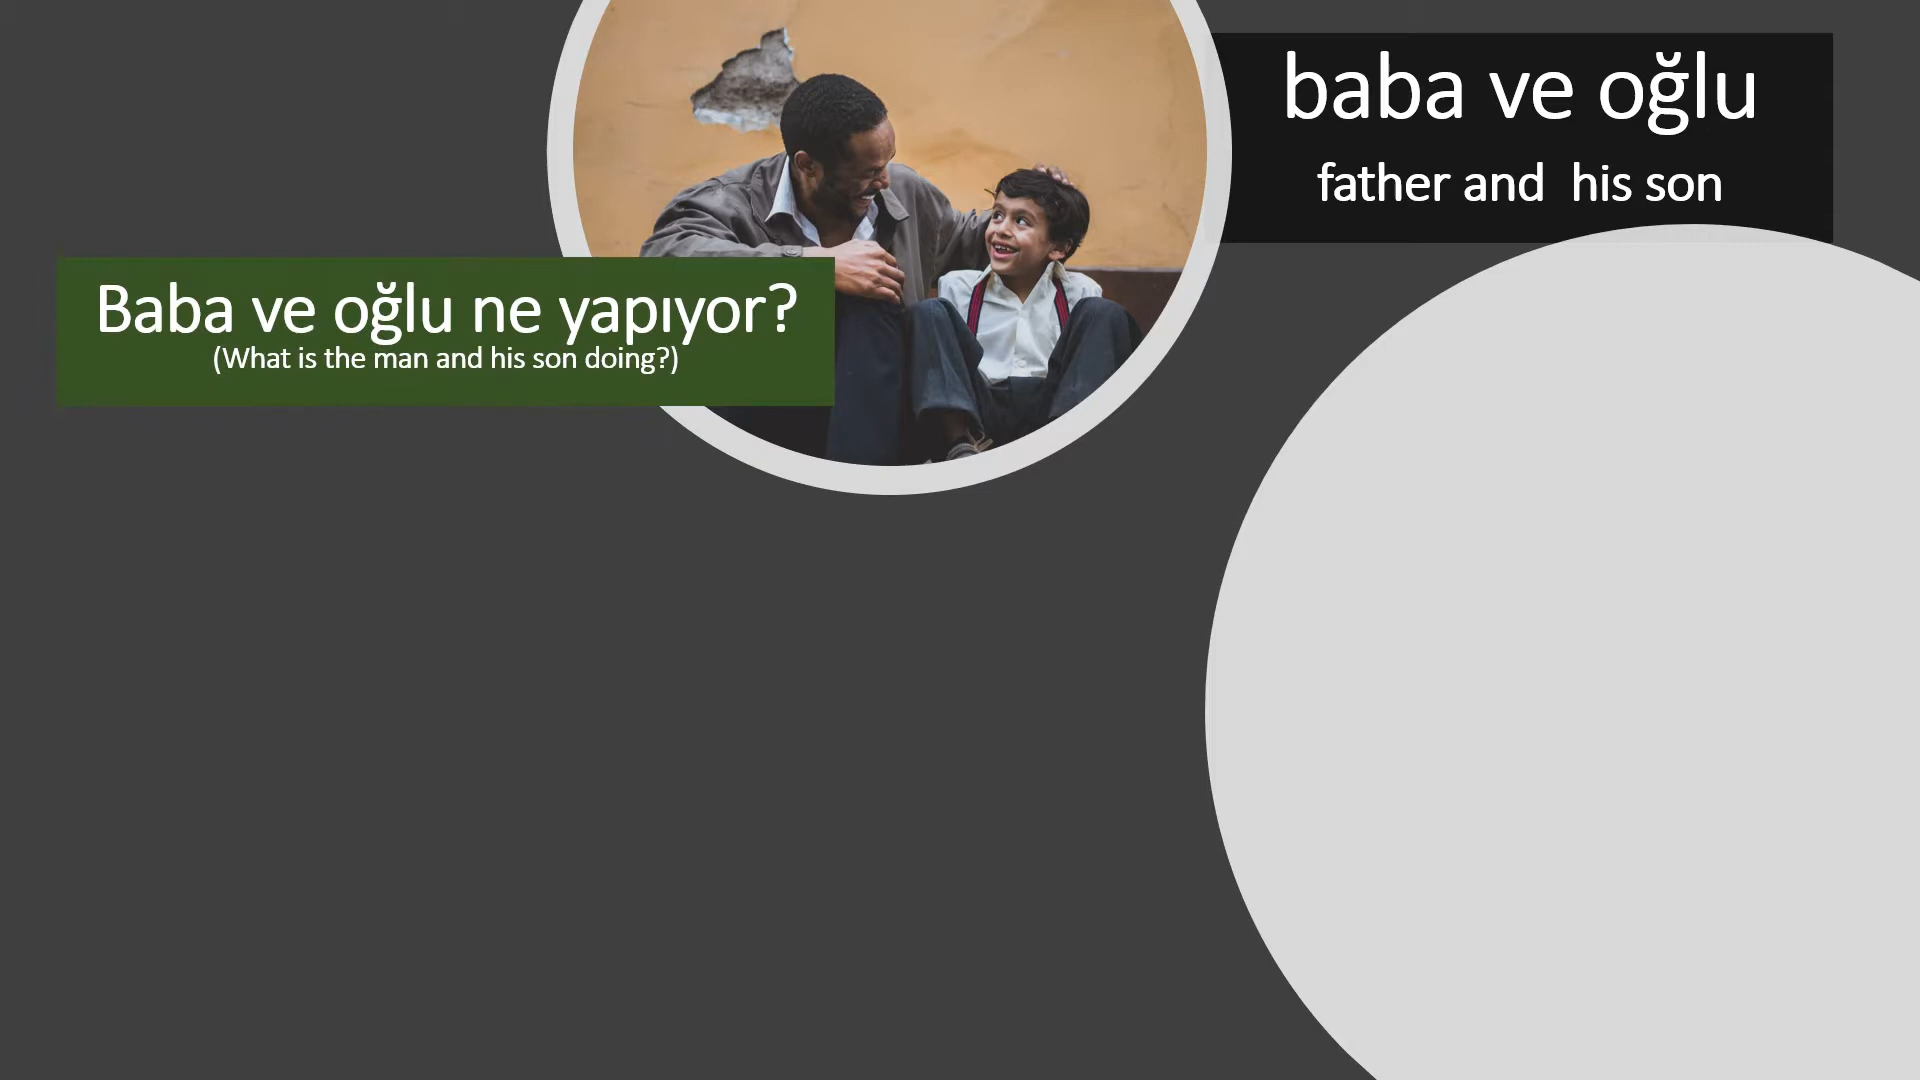 baba ve oğlu
father and his son
Baba ve oğlu ne yapıyor?
(What is the man and his son doing?)